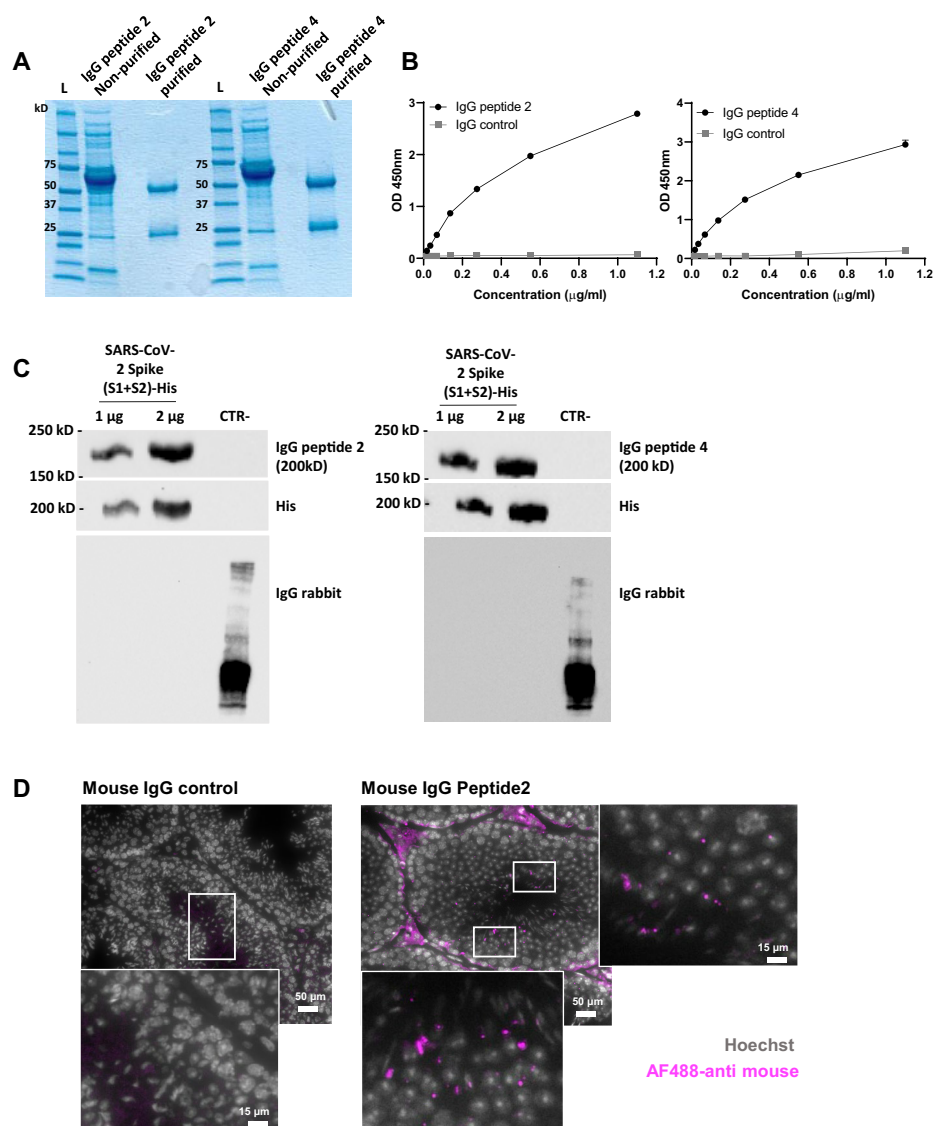 A
L
IgG peptide 2
Non-purified
IgG peptide 2
purified
L
IgG peptide 4
Non-purified
IgG peptide 4
purified
kD
75
50
37
25
75
50
37
25
B
IgG peptide 2
IgG control
OD 450nm
3
2
1
0
0.0 0.2 0.4 0.6 0.8 1.0 1.2
Concentration (µg/ml)
IgG peptide 4
IgG control
OD 450nm
4
3
2
1
0
0.0 0.2 0.4 0.6 0.8 1.0 1.2
Concentration (µg/ml)
C
SARS-CoV-
2 Spike
(S1+S2)-His
1 µg 2 µg CTR-
250 kD -
150 kD -
200 kD -
IgG peptide 2
(200kD)
His
IgG rabbit
SARS-CoV-
2 Spike
(S1+S2)-His
1 µg 2 µg CTR-
250 kD -
150 kD -
200 kD -
IgG peptide 4
(200 kD)
His
IgG rabbit
D
Mouse IgG control
50 µm
15 µm
Mouse IgG Peptide2
15 µm
50 µm
Hoechst
AF488-anti mouse